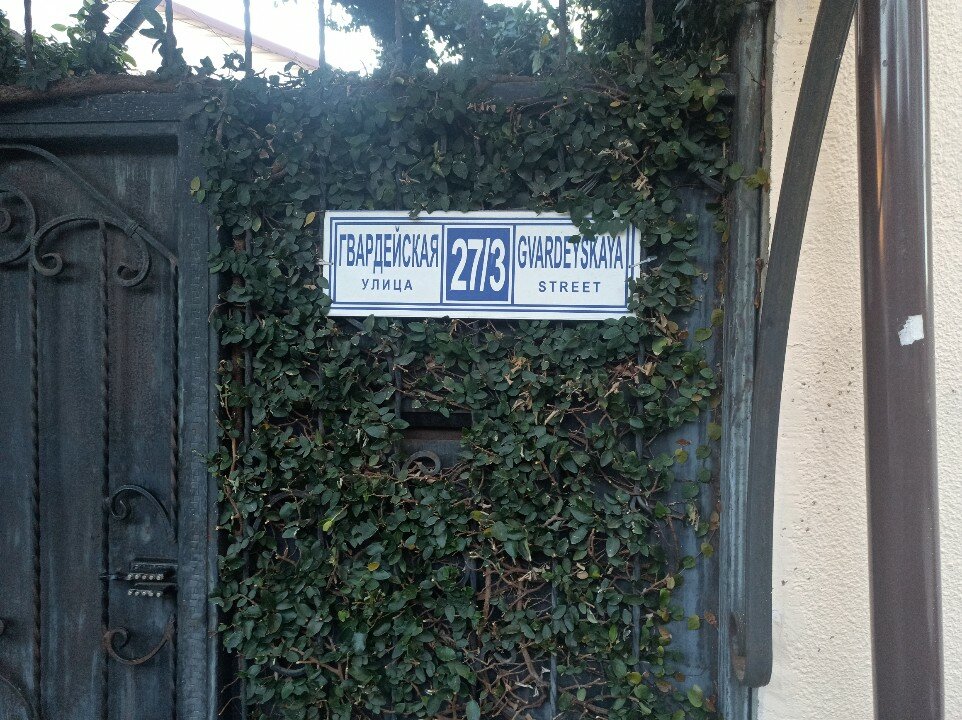 ГВАРДЕЙСКАЯ
УЛИЦА
27/3
GVARDEYSKAYA
STREET